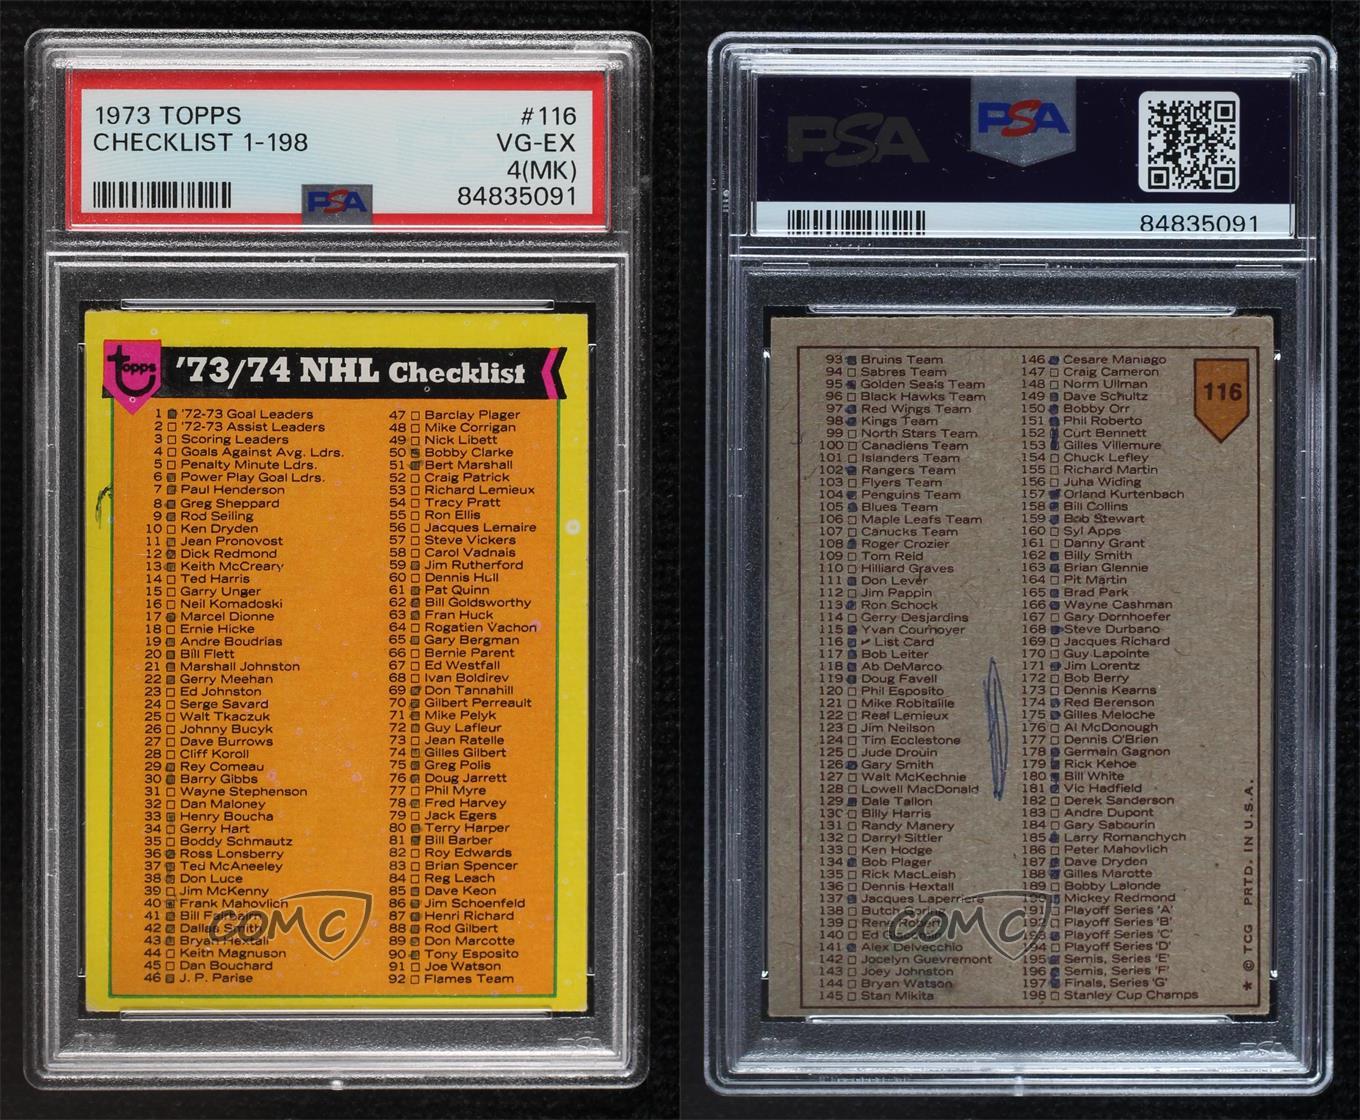 1973 TOPPS #116
CHECKLIST 1-198 VG-EX
4(MK)
PSA 84835091
Topps
'73/74 NHL Checklist
1 '72-73 Goal Leaders
2 '72-73 Assist Leaders
3 Scoring Leaders
4 Goals Against Avg. Ldrs.
5 Penalty Minute Ldrs.
6 Power Play Goal Ldrs.
7 Paul Henderson
8 Greg Sheppard
9 Rod Seiling
10 Ken Dryden
11 Jean Pronovost
12 Dick Redmond
13 Keith McCreary
14 Ted Harris
15 Garry Unger
16 Neil Komadoski
17 Marcel Dionne
18 Ernie Hicke
19 Andre Boudrias
20 Bill Flett
21 Marshall Johnston
22 Gerry Meehan
23 Ed Johnston
24 Serge Savard
25 Walt Tkaczuk
26 Johnny Bucyk
27 Dave Burrows
28 Cliff Koroll
29 Rey Comeau
30 Barry Gibbs
31 Wayne Stephenson
32 Dan Maloney
33 Henry Boucha
34 Gerry Hart
35 Boddy Schmautz
36 Ross Lonsberry
37 Ted McAneeley
38 Don Luce
39 Jim McKenny
40 Frank Mahovlich
41 Bill Fairbairn
42 Dallas Smith
43 Bryan Hextall
44 Keith Magnuson
45 Dan Bouchard
46 J. P. Parise
47 Barclay Plager
48 Mike Corrigan
49 Nick Libett
50 Bobby Clarke
51 Bert Marshall
52 Craig Patrick
53 Richard Lemieux
54 Tracy Pratt
55 Ron Ellis
56 Jacques Lemaire
57 Steve Vickers
58 Carol Vadnais
59 Jim Rutherford
60 Dennis Hull
61 Pat Quinn
62 Bill Goldsworthy
63 Fran Huck
64 Rogatien Vachon
65 Gary Bergman
66 Bernie Parent
67 Ed Westfall
68 Ivan Boldirev
69 Don Tannahill
70 Gilbert Perreault
71 Mike Pelyk
72 Guy Lafleur
73 Jean Ratelle
74 Gilles Gilbert
75 Greg Polis
76 Doug Jarrett
77 Phil Myre
78 Fred Harvey
79 Jack Egers
80 Terry Harper
81 Bill Barber
82 Roy Edwards
83 Brian Spencer
84 Reg Leach
85 Dave Keon
86 Jim Schoenfeld
87 Henri Richard
88 Rod Gilbert
89 Don Marcotte
90 Tony Esposito
91 Joe Watson
92 Flames Team
COMC
PSA PSA
84835091
93 Bruins Team
94 Sabres Team
95 Golden Seals Team
96 Black Hawks Team
97 Red Wings Team
98 Kings Team
99 North Stars Team
100 Canadiens Team
101 Islanders Team
102 Rangers Team
103 Flyers Team
104 Penguins Team
105 Blues Team
106 Maple Leafs Team
107 Canucks Team
108 Roger Crozier
109 Tom Reid
110 Hilliard Graves
111 Don Lever
112 Jim Pappin
113 Ron Schock
114 Gerry Desjardins
115 Yvan Cournoyer
116 List Card
117 Bob Leiter
118 Ab DeMarco
119 Doug Favell
120 Phil Esposito
121 Mike Robitaille
122 Real Lemieux
123 Jim Neilson
124 Tim Ecclestone
125 Jude Drouin
126 Gary Smith
127 Walt McKechnie
128 Lowell MacDonald
129 Dale Tallon
130 Billy Harris
131 Randy Manery
132 Darryl Sittler
133 Ken Hodge
134 Bob Plager
135 Rick MacLeish
136 Dennis Hextall
137 Jacques Laperriere
138 Butch Goring
139 Rene Robert
140 Ed
141 Alex Delvecchio
142 Jocelyn Guevremont
143 Joey Johnston
144 Bryan Watson
145 Stan Mikita
146 Cesare Maniago
147 Craig Cameron
148 Norm Ullman
149 Dave Schultz
150 Bobby Orr
151 Phil Roberto
152 Curt Bennett
153 Gilles Villemure
154 Chuck Lefley
155 Richard Martin
156 Juha Widing
157 Orland Kurtenbach
158 Bill Collins
159 Bob Stewart
160 Syl Apps
161 Danny Grant
162 Billy Smith
163 Brian Glennie
164 Pit Martin
165 Brad Park
166 Wayne Cashman
167 Gary Dornhoefer
168 Steve Durbano
169 Jacques Richard
170 Guy Lapointe
171 Jim Lorentz
172 Bob Berry
173 Dennis Kearns
174 Red Berenson
175 Gilles Meloche
176 Al McDonough
177 Dennis O'Brien
178 Germain Gagnon
179 Rick Kehoe
180 Bill White
181 Vic Hadfield
182 Derek Sanderson
183 Andre Dupont
184 Gary Sabourin
185 Larry Romanchych
186 Peter Mahovlich
187 Dave Dryden
188 Gilles Marotte
189 Bobby Lalonde
190 Mickey Redmond
191 Playoff Series 'A'
192 Playoff Series 'B'
193 Playoff Series 'C'
194 Playoff Series 'D'
195 Semis, Series 'E'
196 Semis, Series 'F'
197 Finals, Series 'G'
198 Stanley Cup Champs
116
* © TCG PRTD. IN U.S.A.
COMC